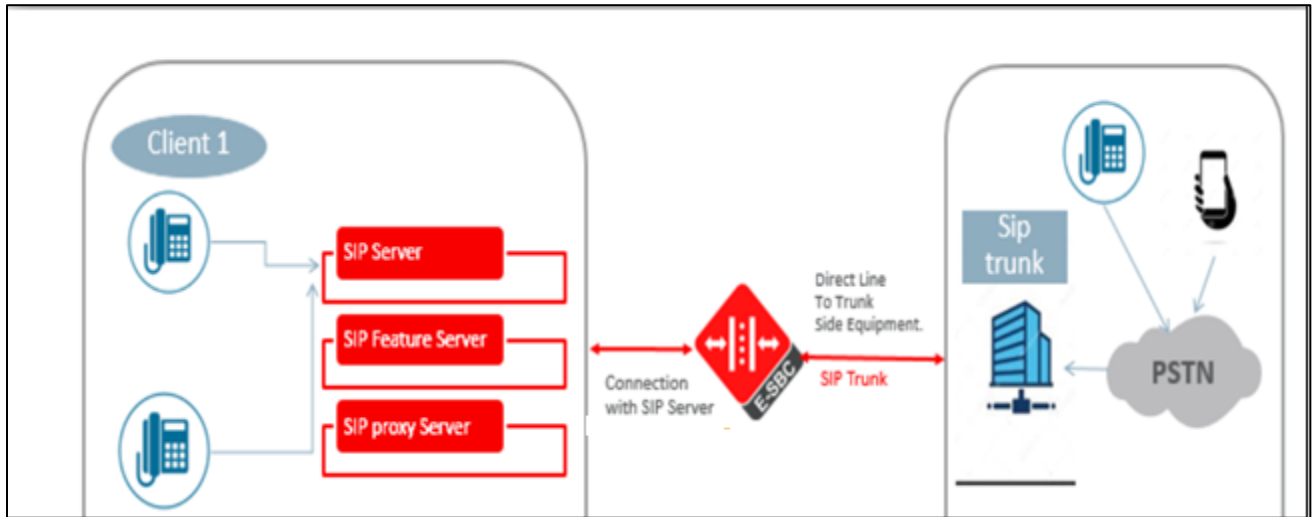 Client 1
SIP Server
SIP Feature Server
SIP proxy Server
Connection
with SIP Server
E-SBC
Direct Line
To Trunk
Side Equipment.
SIP Trunk
Sip
trunk
PSTN